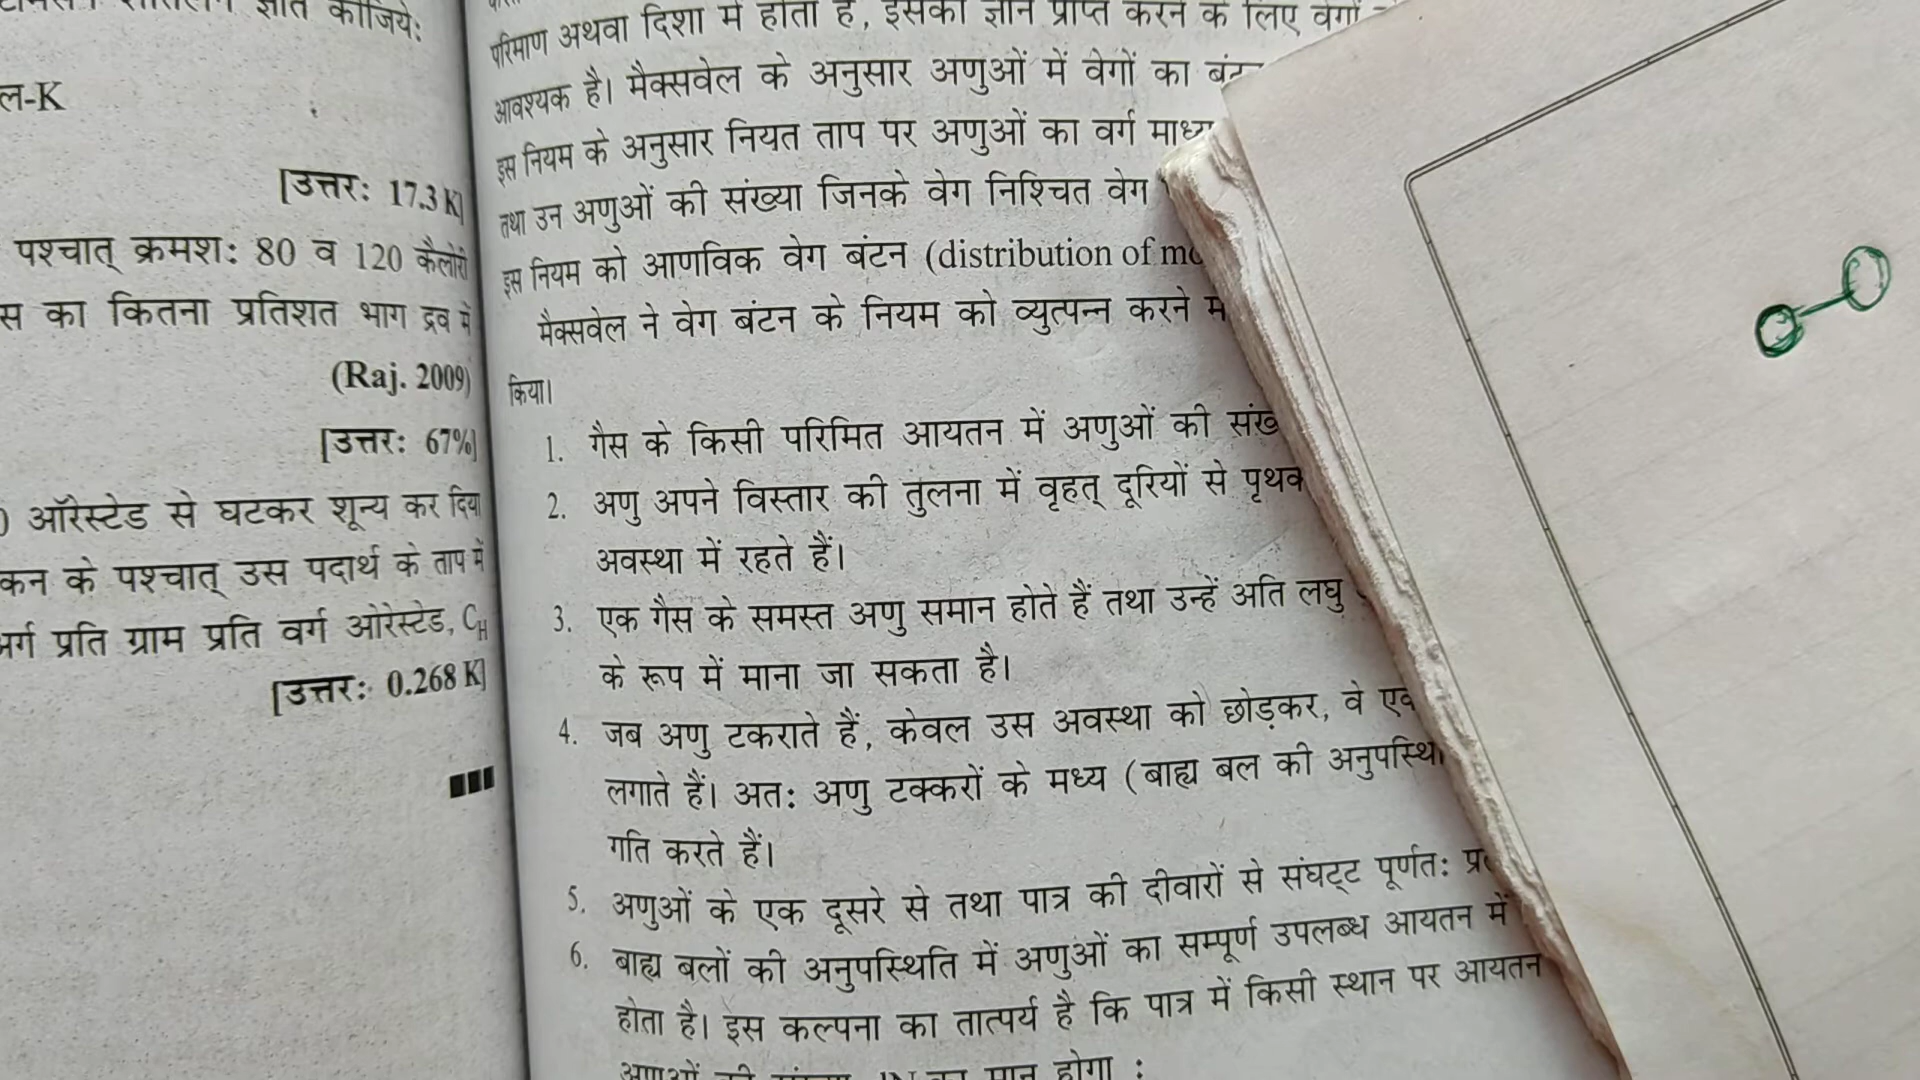 ज्ञात कीजिये:
ल-K
[उत्तर: 17.3 K]
पश्चात् क्रमश: 80 व 120 कैलोरी
स का कितना प्रतिशत भाग द्रव में
(Raj. 2009)
[उत्तर: 67%]
) ऑरेस्टेड से घटकर शून्य कर दिया
कन के पश्चात् उस पदार्थ के ताप में
अर्ग प्रति ग्राम प्रति वर्ग ओरेस्टेड, CH
[उत्तर: 0.268 K]
परिमाण अथवा दिशा में होता है, इसका ज्ञान प्राप्त करने के लिए वेगों
आवश्यक है। मैक्सवेल के अनुसार अणुओं में वेगों का
इस नियम के अनुसार नियत ताप पर अणुओं का वर्ग
तथा उन अणुओं की संख्या जिनके वेग निश्चित वेग
इस नियम को आणविक वेग बंटन (distribution of
मैक्सवेल ने वेग बंटन के नियम को व्युत्पन्न करने
किया।
1. गैस के किसी परिमित आयतन में अणुओं की
2. अणु अपने विस्तार की तुलना में वृहत् दूरियों से
अवस्था में रहते हैं।
3. एक गैस के समस्त अणु समान होते हैं तथा उन्हें अति लघु
के रूप में माना जा सकता है।
4. जब अणु टकराते हैं, केवल उस अवस्था को छोड़कर, वे
लगाते हैं। अत: अणु टक्करों के मध्य (बाह्य बल की
गति करते हैं।
5. अणुओं के एक दूसरे से तथा पात्र की दीवारों से संघट्ट पूर्णत:
6. बाह्य बलों की अनुपस्थिति में अणुओं का सम्पूर्ण उपलब्ध आयतन में
होता है। इस कल्पना का तात्पर्य है कि पात्र में किसी स्थान पर आयतन
मान होगा :